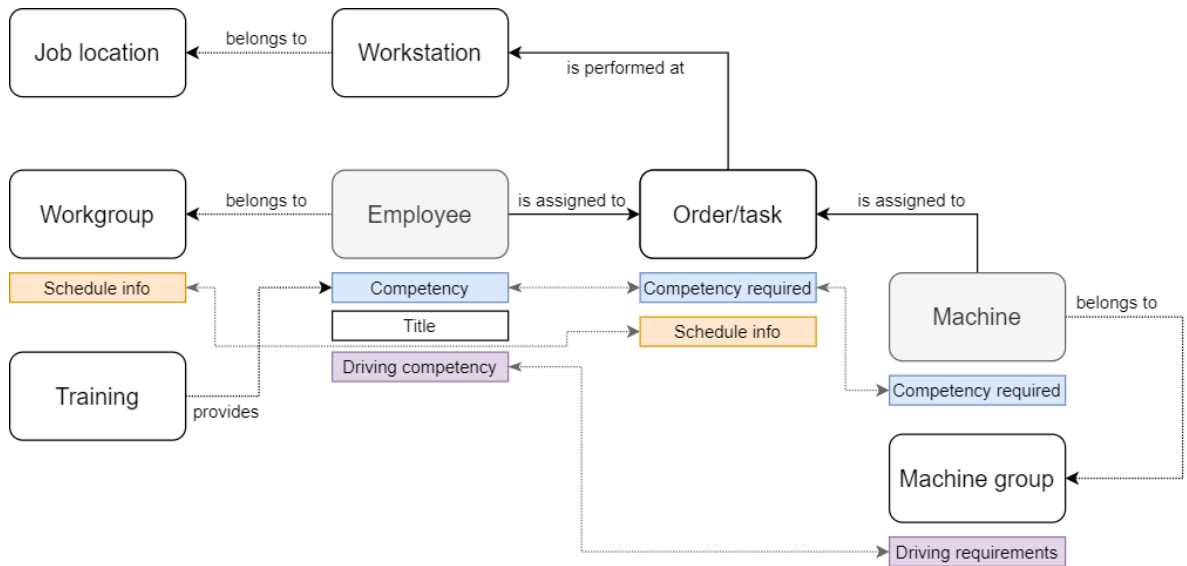 Job location
belongs to
Workstation
is performed at
Workgroup
belongs to
Employee
is assigned to
Order/task
is assigned to
Schedule info
Competency
Competency required
Machine
belongs to
Title
Schedule info
Driving competency
Training
provides
Competency required
Machine group
Driving requirements